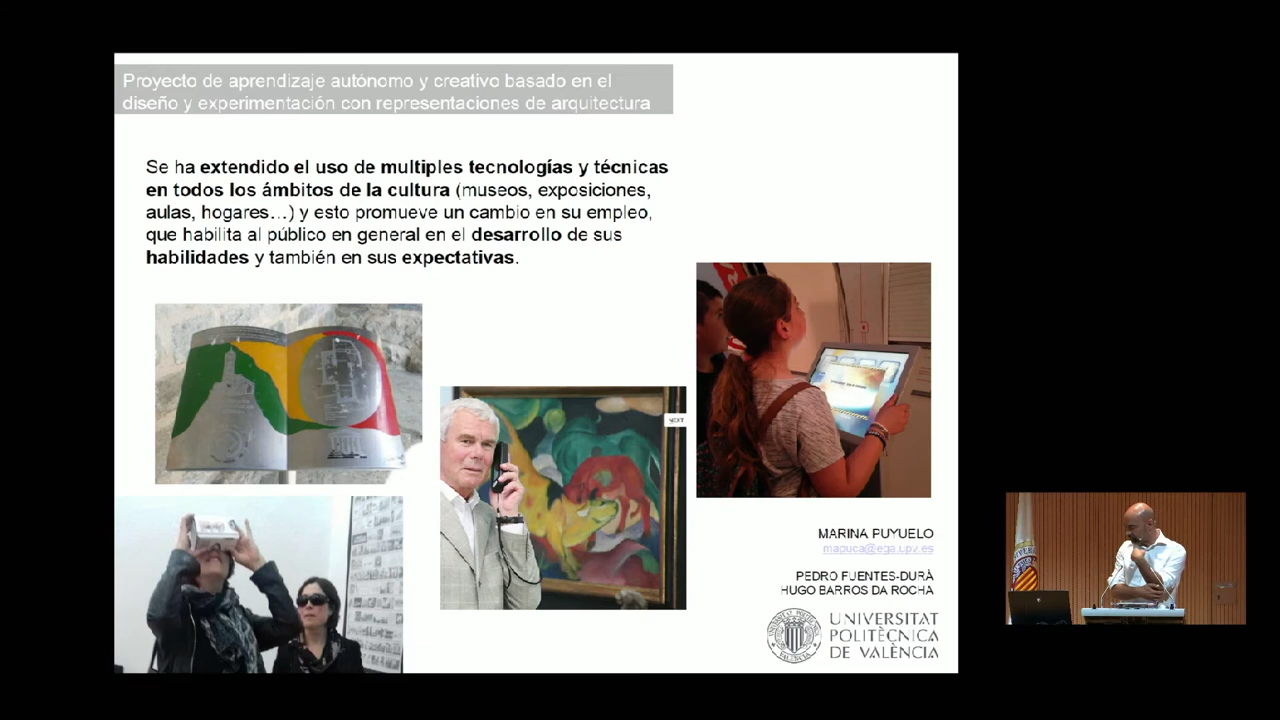 Proyecto de aprendizaje autónomo y creativo basado en el
diseño y experimentación con representaciones de arquitectura
Se ha extendido el uso de multiples tecnologías y técnicas
en todos los ámbitos de la cultura (museos, exposiciones,
aulas, hogares…) y esto promueve un cambio en su empleo,
que habilita al público en general en el desarrollo de sus
habilidades y también en sus expectativas.
NEXT
MARINA PUYUELO
mapuca@ega.upv.es
PEDRO FUENTES-DURÀ
HUGO BARROS DA ROCHA
UNIVERSITAT
POLITÈCNICA
DE VALÈNCIA